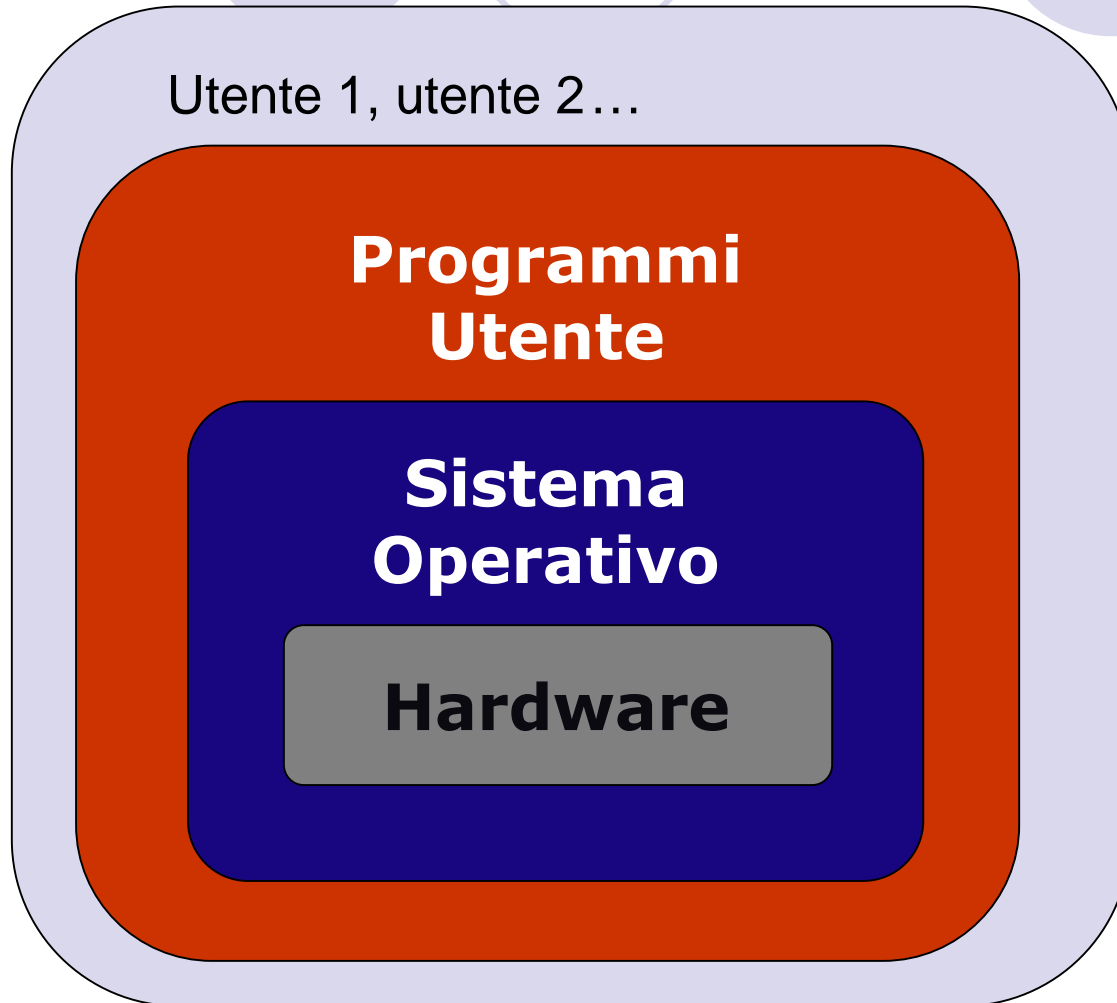 Utente 1, utente 2…
Programmi
Utente
Sistema
Operativo
Hardware